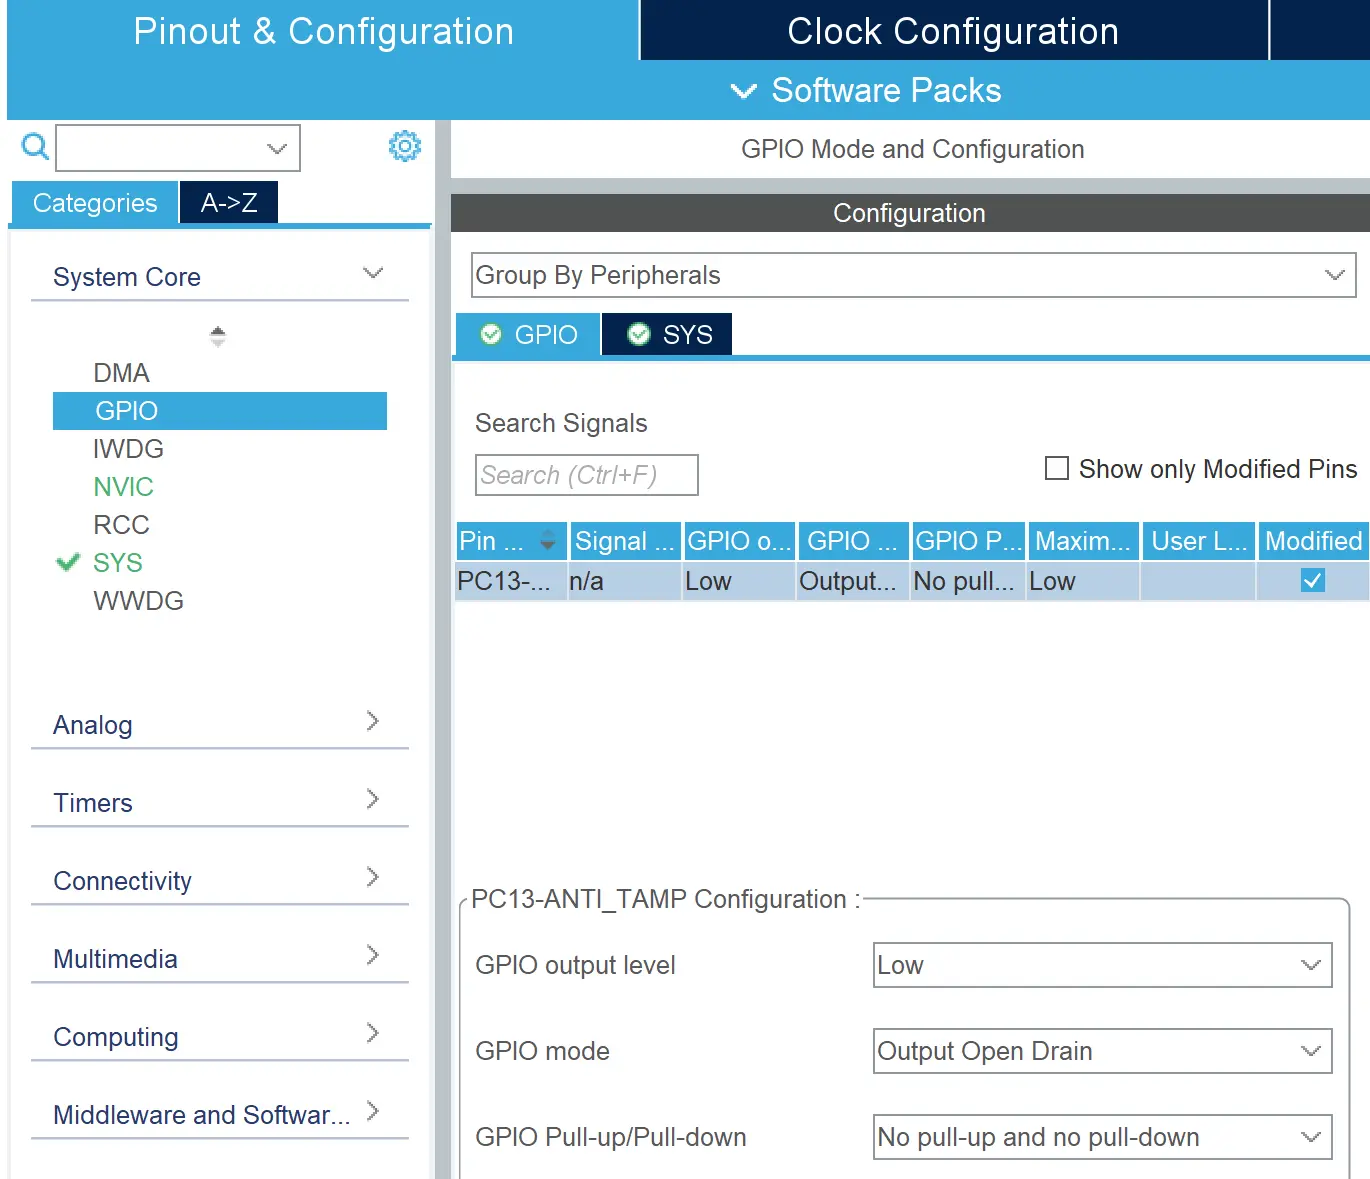 Pinout & Configuration
Clock Configuration
Software Packs
GPIO Mode and Configuration
Categories
A->Z
Configuration
System Core
Group By Peripherals
GPIO
SYS
DMA
GPIO
IWDG
NVIC
RCC
SYS
WWDG
Search Signals
Search (Ctrl+F)
Show only Modified Pins
Pin ... Signal ... GPIO o... GPIO ... GPIO P... Maxim... User L... Modified
PC13-... n/a Low Output... No pull... Low
Analog
Timers
Connectivity
Multimedia
Computing
Middleware and Softwar...
PC13-ANTI_TAMP Configuration :
GPIO output level Low
GPIO mode Output Open Drain
GPIO Pull-up/Pull-down No pull-up and no pull-down